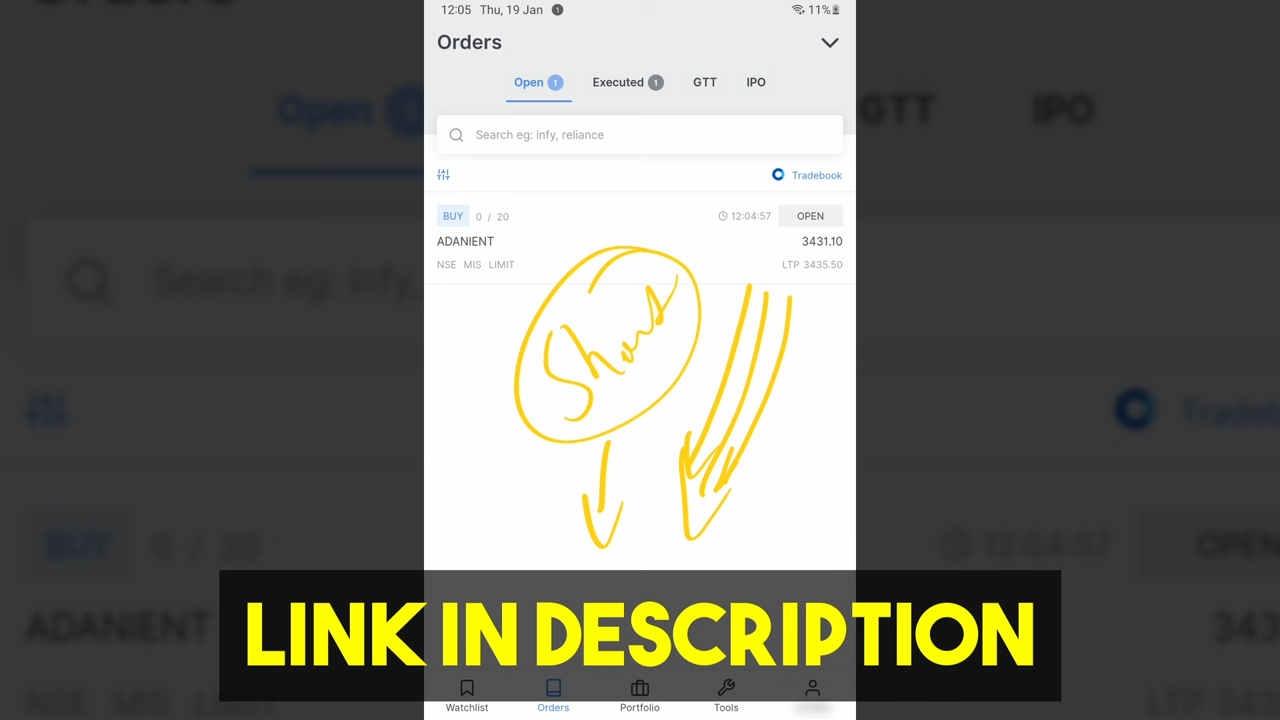 12:05 Thu, 19 Jan 1 11%
Orders
Open 1 Executed 1 GTT IPO
Search eg: infy, reliance
Tradebook
BUY 0 / 20 12:04:57 OPEN
ADANIENT 3431.10
NSE MIS LIMIT LTP 3435.50
LINK IN DESCRIPTION
Watchlist Orders Portfolio Tools